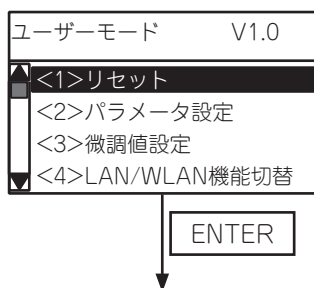 ユーザーモード V1.0
<1>リセット
<2>パラメータ設定
<3>微調値設定
<4>LAN/WLAN機能切替
ENTER